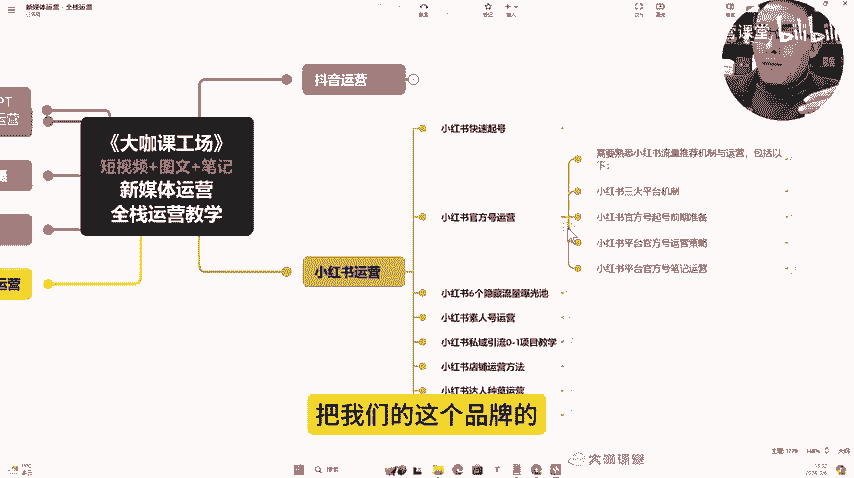 新媒体运营·全栈运营
抖音运营
《大咖课工场》
短视频+图文+笔记
新媒体运营
全栈运营教学
小红书运营
小红书快速起号
小红书官方号运营
需要熟悉小红书流量推荐机制与运营，包括以
下：
小红书三大平台机制
小红书官方号起号前期准备
小红书平台官方号运营策略
小红书平台官方号笔记运营
小红书6个隐藏流量曝光池
小红书素人号运营
小红书私域引流0-1项目教学
小红书店铺运营方法
小红书达人种草运营
把我们的这个品牌的
大咖课堂
bilibili